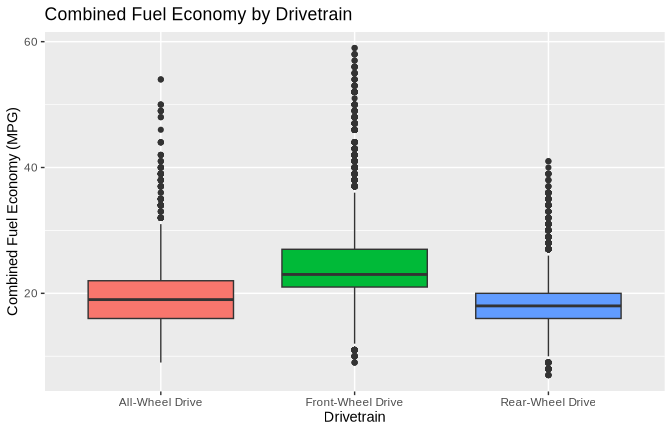 Combined Fuel Economy by Drivetrain
Combined Fuel Economy (MPG)
60
40
20
All-Wheel Drive Front-Wheel Drive Rear-Wheel Drive
Drivetrain